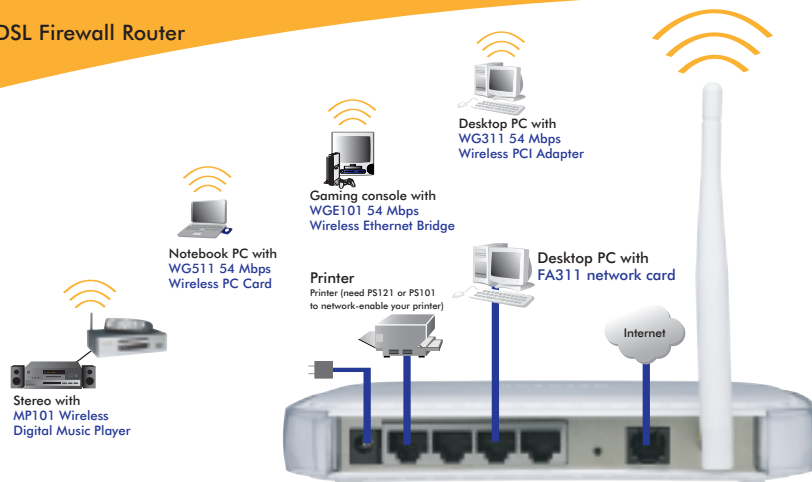 DSL Firewall Router
Desktop PC with
WG311 54 Mbps
Wireless PCI Adapter
Gaming console with
WGE101 54 Mbps
Wireless Ethernet Bridge
Notebook PC with
WG511 54 Mbps
Wireless PC Card
Desktop PC with
FA311 network card
Printer
Printer (need PS121 or PS101
to network-enable your printer)
Internet
Stereo with
MP101 Wireless
Digital Music Player